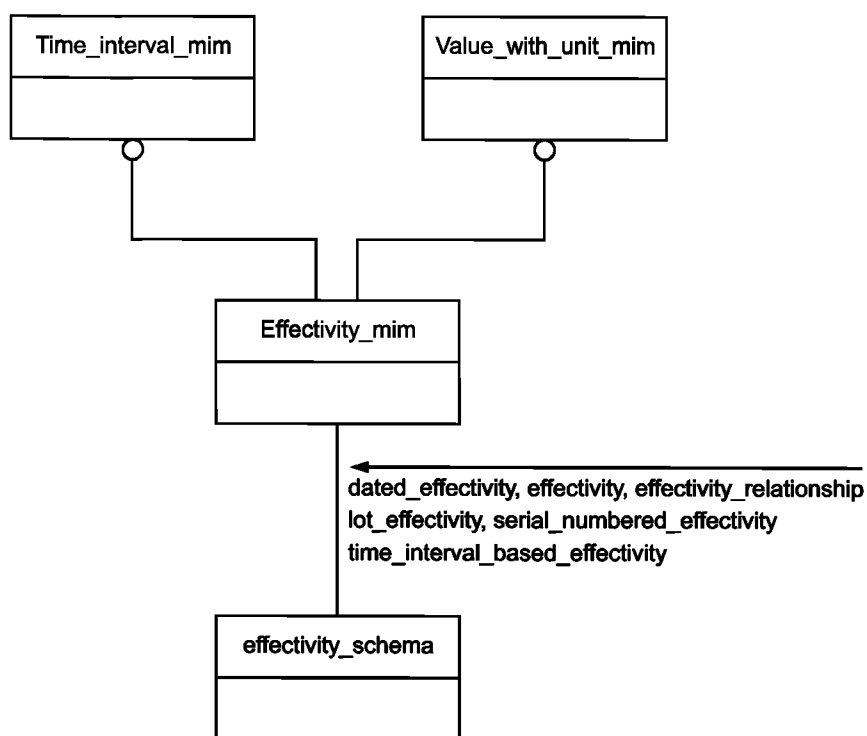 Time_interval_mim
Value_with_unit_mim
Effectivity_mim
dated_effectivity, effectivity, effectivity_relationship
lot_effectivity, serial_numbered_effectivity
time_interval_based_effectivity
effectivity_schema